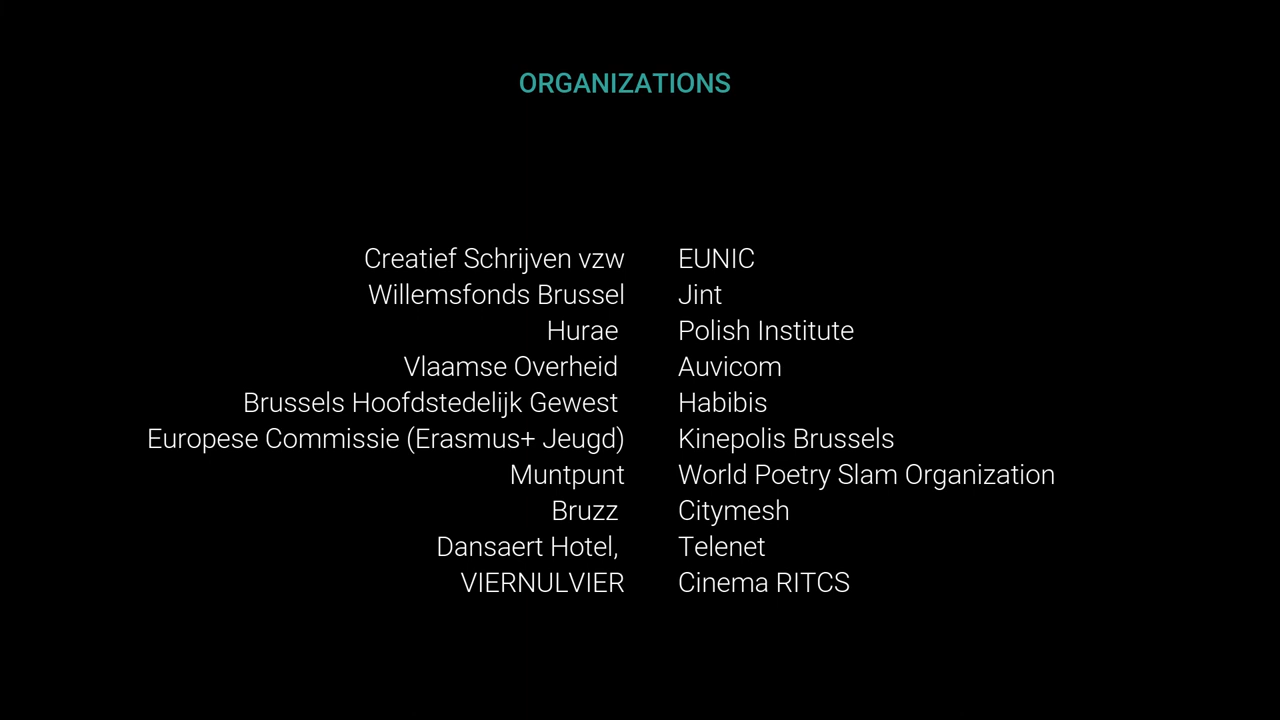 ORGANIZATIONS
Creatief Schrijven vzw
Willemsfonds Brussel
Hurae
Vlaamse Overheid
Brussels Hoofdstedelijk Gewest
Europese Commissie (Erasmus+ Jeugd)
Muntpunt
Bruzz
Dansaert Hotel,
VIERNULVIER
EUNIC
Jint
Polish Institute
Auvicom
Habibis
Kinepolis Brussels
World Poetry Slam Organization
Citymesh
Telenet
Cinema RITCS